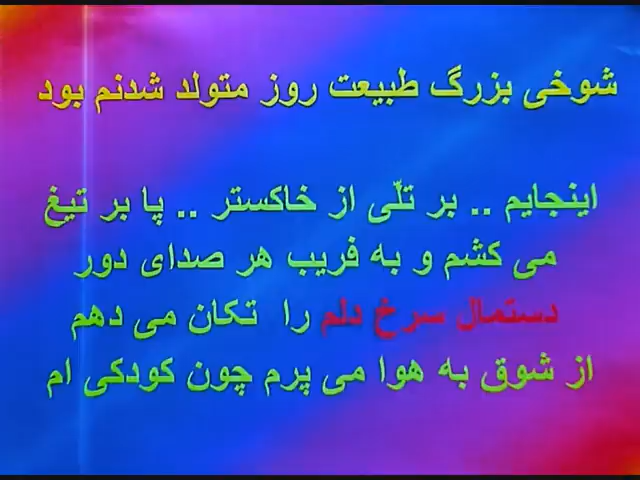 شوخی بزرگ طبیعت روز متولد شدنم بود
اینجایم .. بر تلّی از خاکستر .. پا بر تیغ
می کشم و به فریب هر صدای دور
دستمال سرخ دلم را تکان می دهم
از شوق به هوا می پرم چون کودکی ام